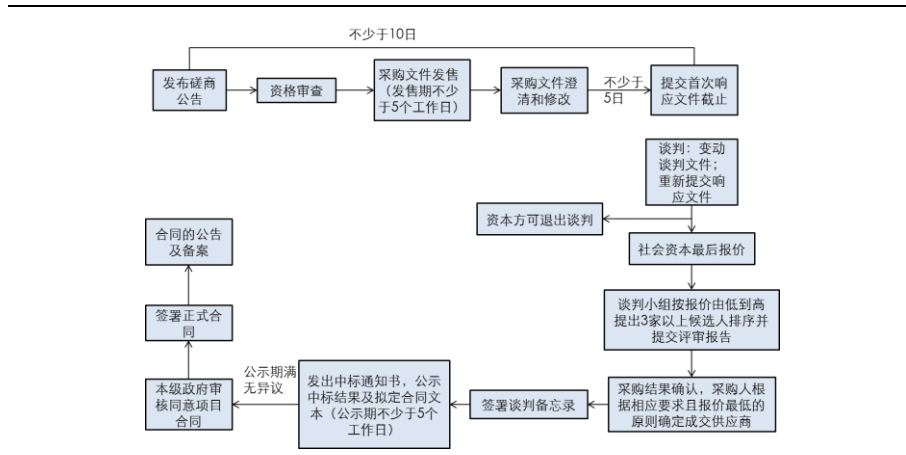 不少于10日
发布磋商
公告
资格审查
采购文件发售
（发售期不少
于5个工作日）
采购文件澄
清和修改
不少于
5日
提交首次响
应文件截止
谈判：变动
谈判文件；
重新提交响
应文件
资本方可退出谈判
社会资本最后报价
谈判小组按报价由低到高
提出3家以上候选人排序并
提交评审报告
采购结果确认，采购人根
据相应要求且报价最低的
原则确定成交供应商
签署谈判备忘录
发出中标通知书，公示
中标结果及拟定合同文
本（公示期不少于5个
工作日）
公示期满
无异议
本级政府审
核同意项目
合同
签署正式合
同
合同的公告
及备案